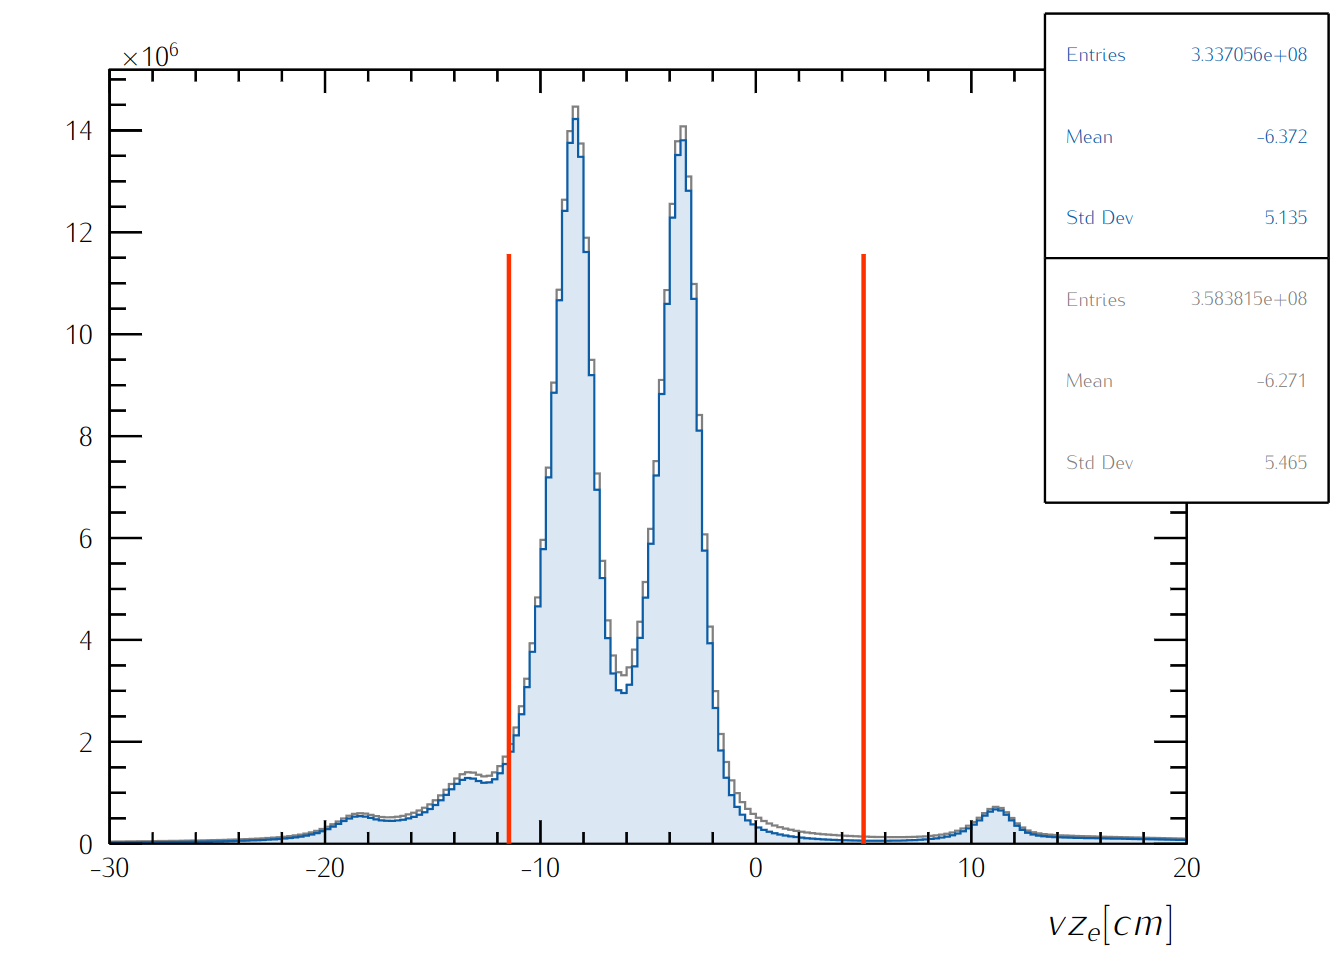 ×10⁶
Entries 3.337056e+08
Mean -6.372
Std Dev 5.135
Entries 3.583815e+08
Mean -6.271
Std Dev 5.465
14
12
10
8
6
4
2
0
-30 -20 -10 0 10 20
vzₑ[cm]